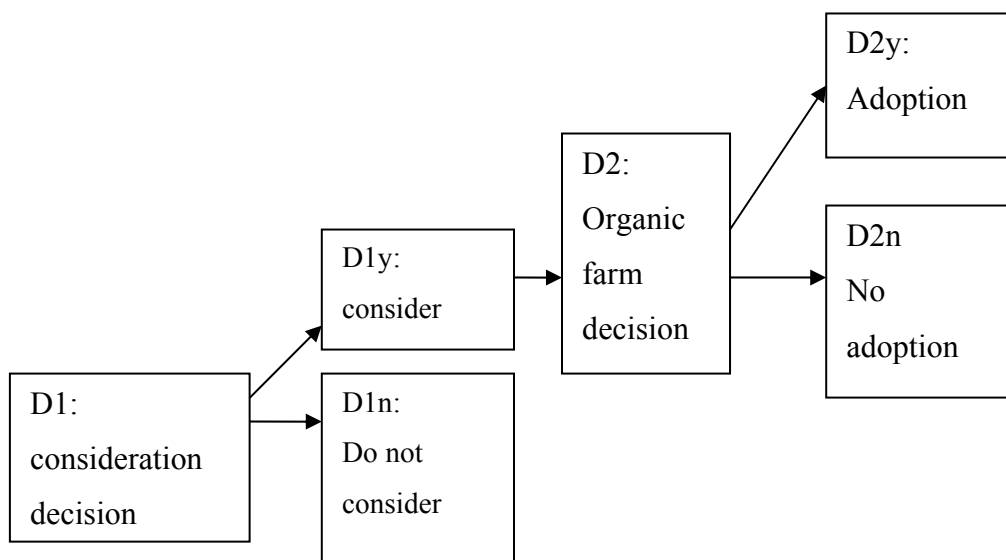 D1:
consideration
decision
D1y:
consider
D1n:
Do not
consider
D2:
Organic
farm
decision
D2y:
Adoption
D2n
No
adoption